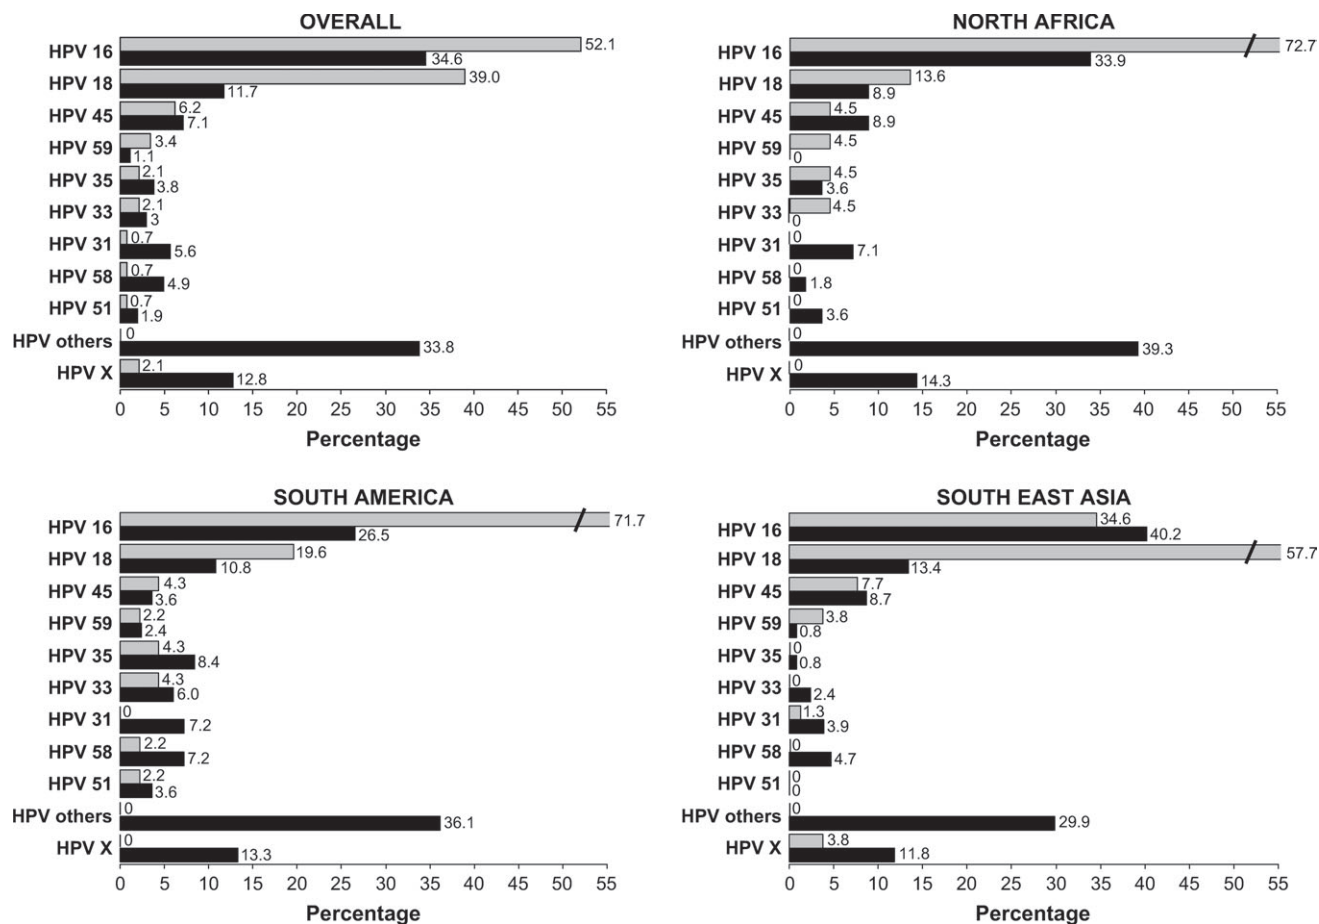 OVERALL
HPV 16
52.1
34.6
HPV 18
39.0
11.7
HPV 45
6.2
7.1
HPV 59
3.4
1.1
HPV 35
2.1
3.8
HPV 33
2.1
3
HPV 31
0.7
5.6
HPV 58
0.7
4.9
HPV 51
0.7
1.9
HPV others
0
33.8
HPV X
2.1
12.8
0 5 10 15 20 25 30 35 40 45 50 55
Percentage
NORTH AFRICA
HPV 16
72.7
33.9
HPV 18
13.6
8.9
HPV 45
4.5
8.9
HPV 59
4.5
0
HPV 35
4.5
3.6
HPV 33
4.5
0
HPV 31
0
7.1
HPV 58
0
1.8
HPV 51
0
3.6
HPV others
0
39.3
HPV X
0
14.3
0 5 10 15 20 25 30 35 40 45 50 55
Percentage
SOUTH AMERICA
HPV 16
71.7
26.5
HPV 18
19.6
10.8
HPV 45
4.3
3.6
HPV 59
2.2
2.4
HPV 35
4.3
8.4
HPV 33
4.3
6.0
HPV 31
0
7.2
HPV 58
2.2
7.2
HPV 51
2.2
3.6
HPV others
0
36.1
HPV X
0
13.3
0 5 10 15 20 25 30 35 40 45 50 55
Percentage
SOUTH EAST ASIA
HPV 16
34.6
40.2
HPV 18
57.7
13.4
HPV 45
7.7
8.7
HPV 59
3.8
0.8
HPV 35
0
0.8
HPV 33
0
2.4
HPV 31
1.3
3.9
HPV 58
0
4.7
HPV 51
0
0
HPV others
0
29.9
HPV X
3.8
11.8
0 5 10 15 20 25 30 35 40 45 50 55
Percentage